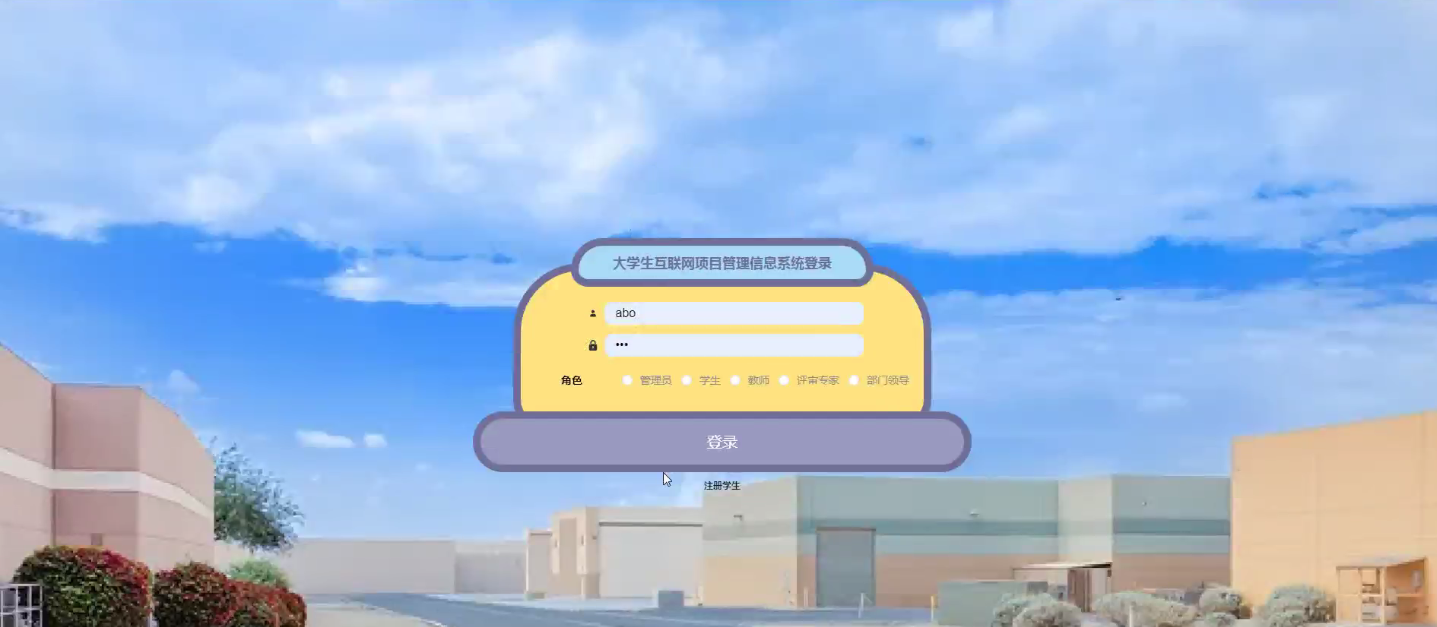 大学生互联网项目管理信息系统登录
abo
•••
角色 管理员 学生 教师 评审专家 部门领导
登录
注册学生